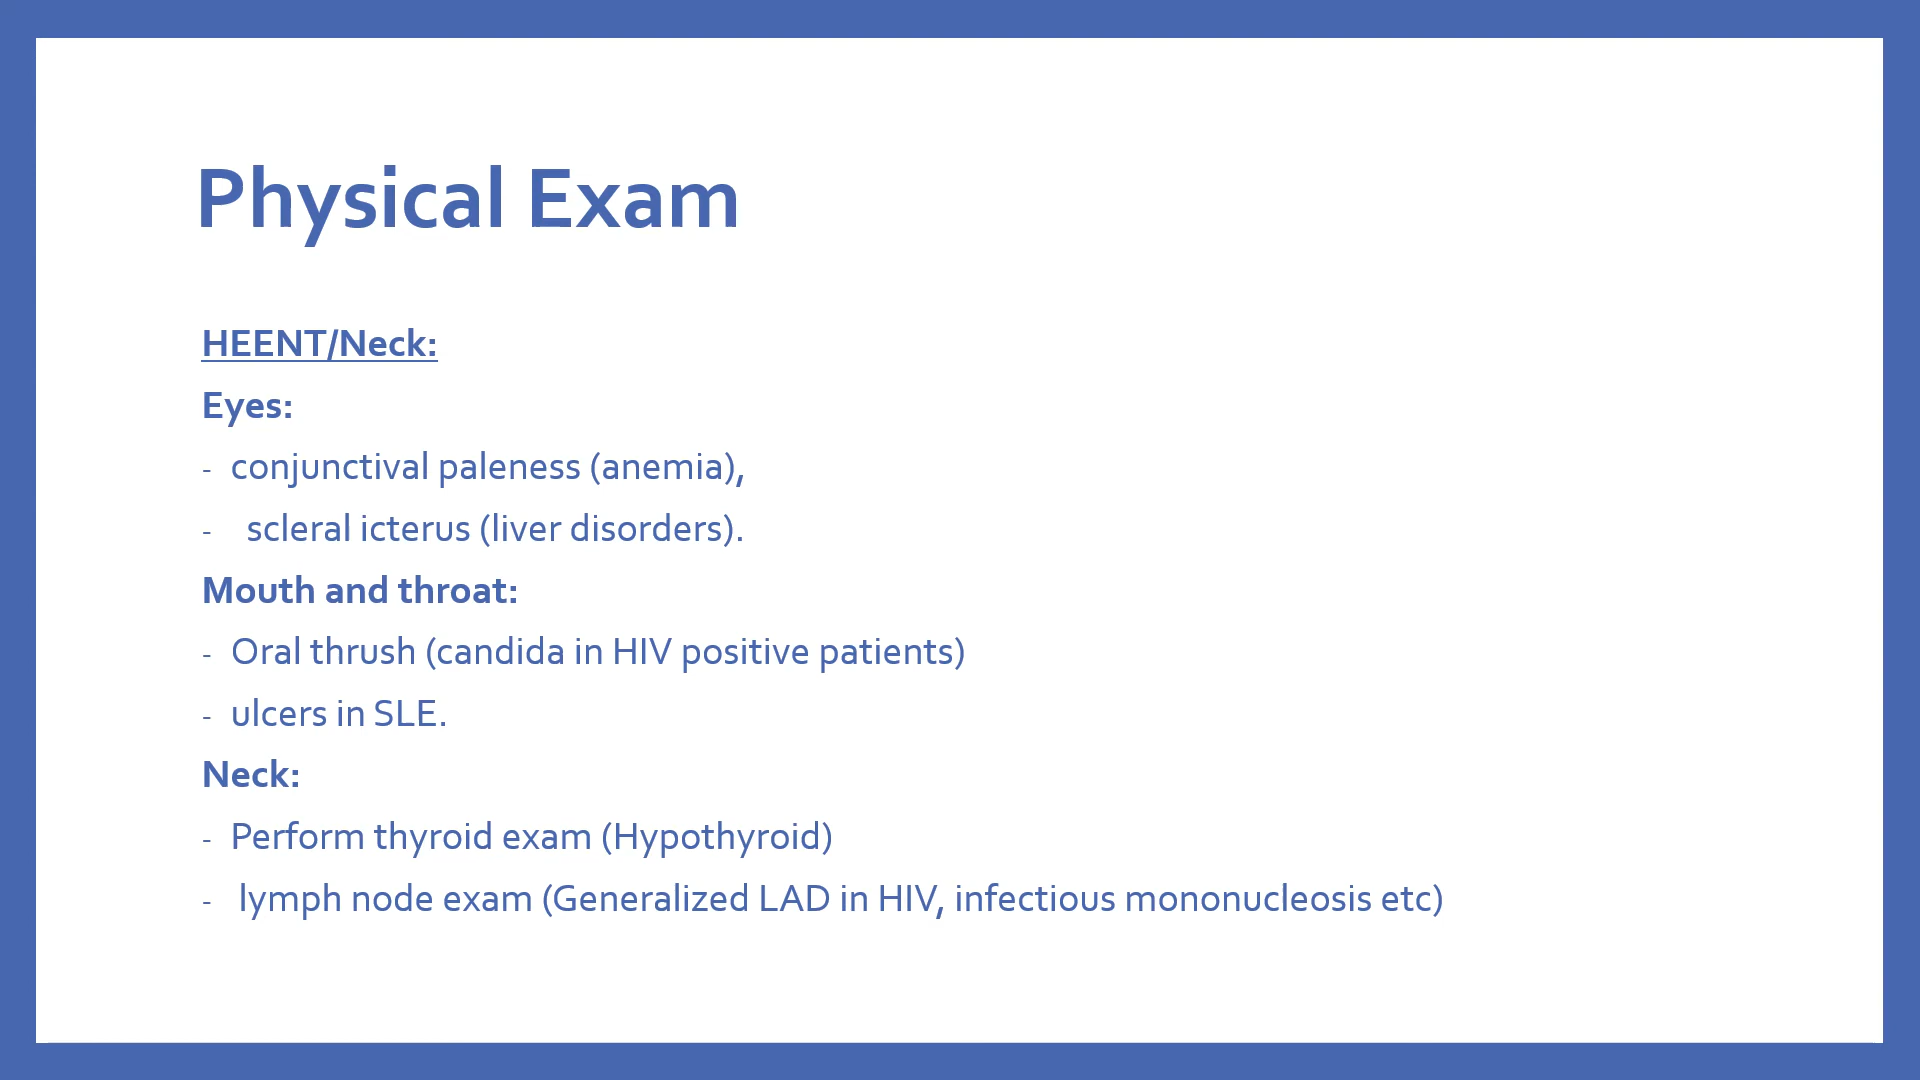 Physical Exam
HEENT/Neck:
Eyes:
- conjunctival paleness (anemia),
- scleral icterus (liver disorders).
Mouth and throat:
- Oral thrush (candida in HIV positive patients)
- ulcers in SLE.
Neck:
- Perform thyroid exam (Hypothyroid)
- lymph node exam (Generalized LAD in HIV, infectious mononucleosis etc)